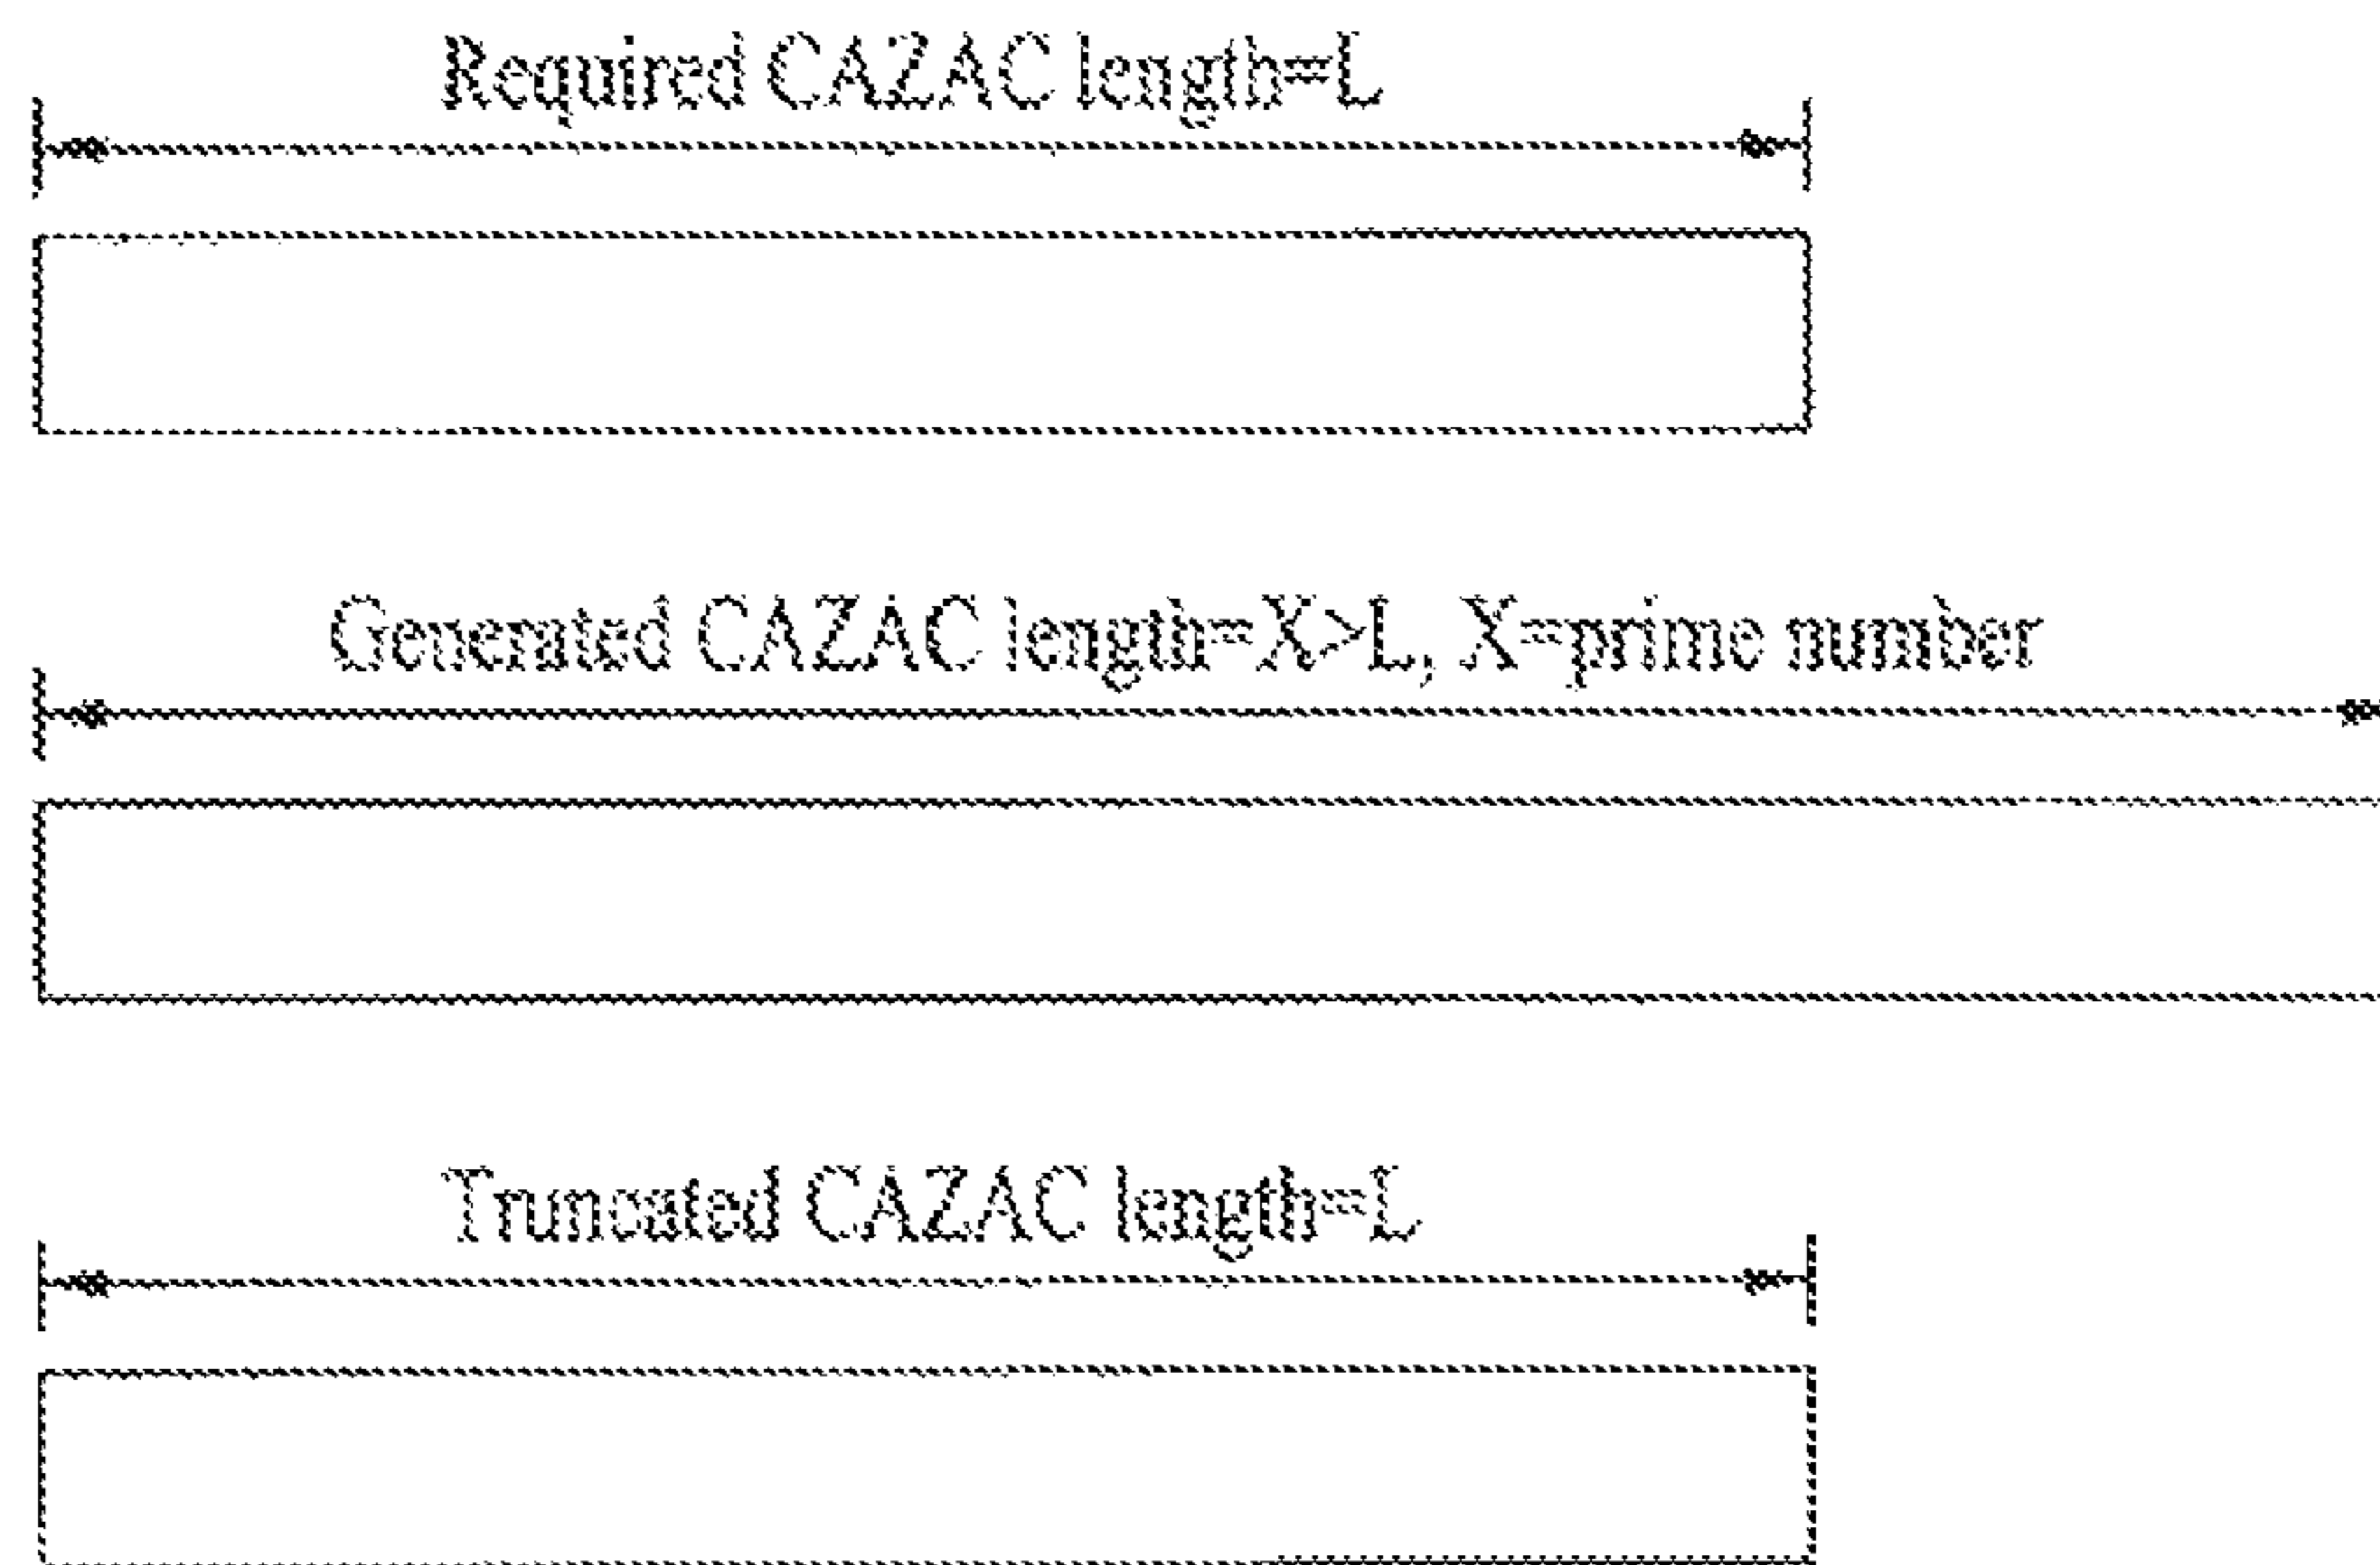 Required CAZAC length=L
Generated CAZAC length=X>L, X=prime number
Truncated CAZAC length=L